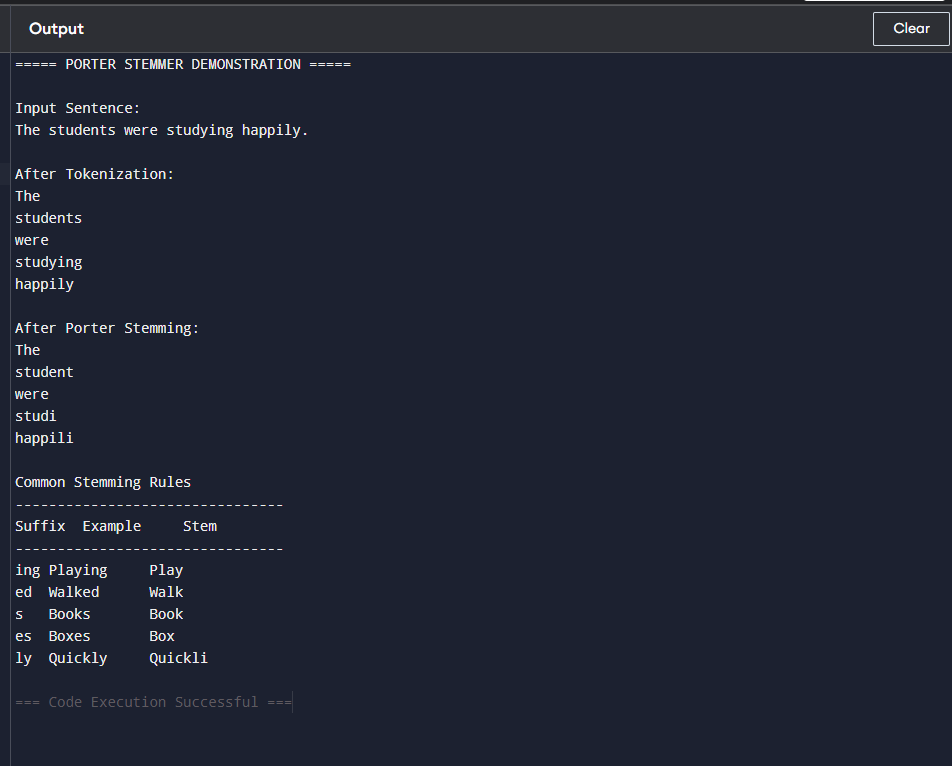 Output
Clear
===== PORTER STEMMER DEMONSTRATION =====
Input Sentence:
The students were studying happily.
After Tokenization:
The
students
were
studying
happily
After Porter Stemming:
The
student
were
studi
happili
Common Stemming Rules
--------------------------------
Suffix  Example     Stem
--------------------------------
ing Playing     Play
ed  Walked      Walk
s   Books       Book
es  Boxes       Box
ly  Quickly     Quickli
=== Code Execution Successful ===